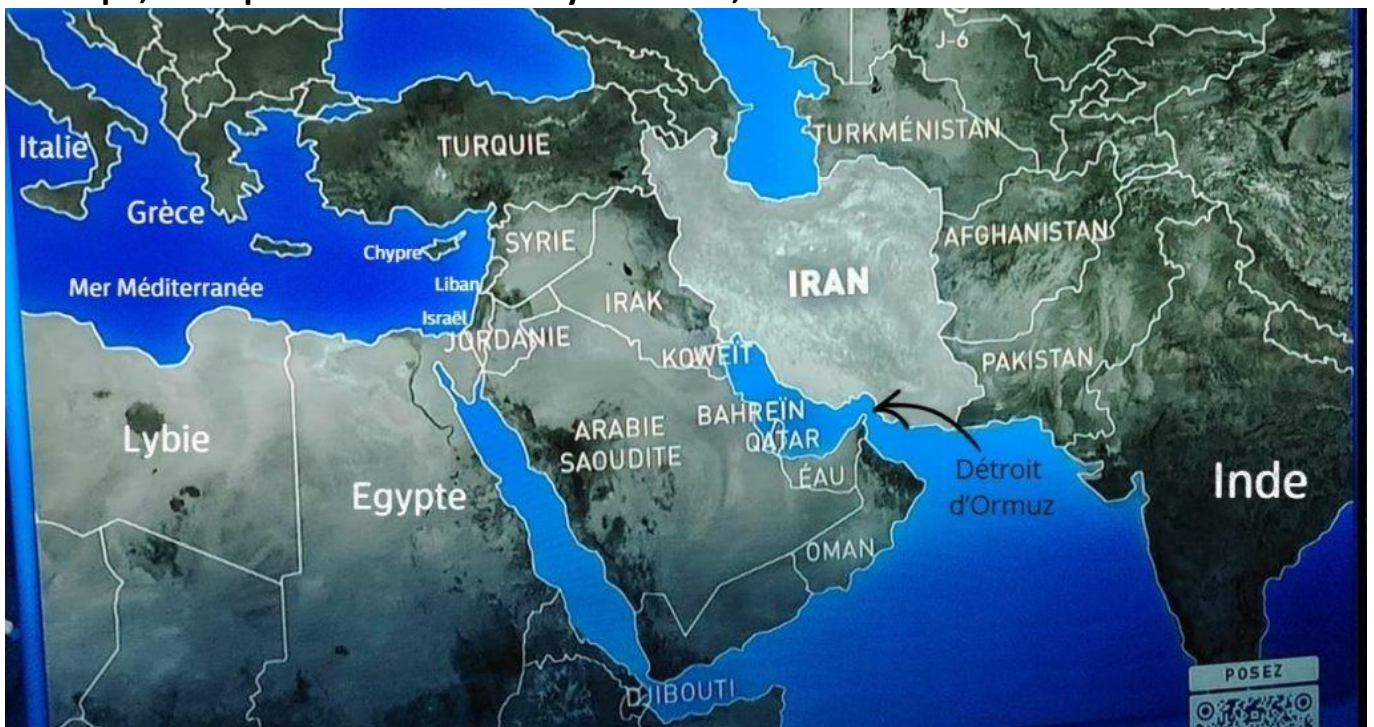 J-6
Italie
TURQUIE
TURKMÉNISTAN
Grèce
Chypre
SYRIE
AFGHANISTAN
Mer Méditerranée
Liban
IRAK
IRAN
Israël
JORDANIE
KOWEÏT
PAKISTAN
Lybie
ARABIE
SAOUDITE
BAHREÏN
QATAR
ÉAU
Détroit
d'Ormuz
Egypte
Inde
OMAN
DJIBOUTI
POSEZ